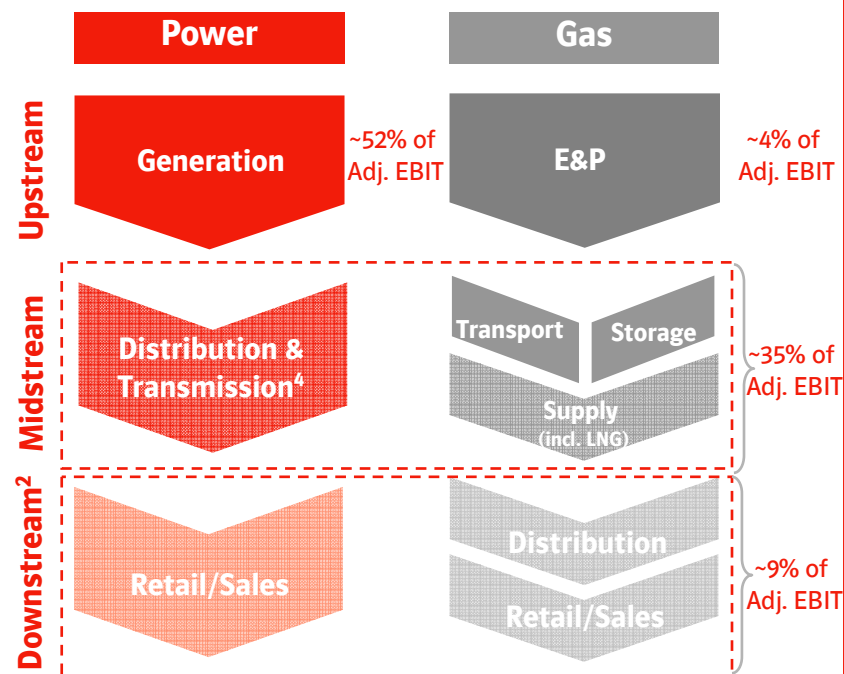 Power
Gas
Upstream
Generation
~52% of
Adj. EBIT
E&P
~4% of
Adj. EBIT
Midstream
Distribution &
Transmission4
Transport
Storage
Supply
(incl. LNG)
~35% of
Adj. EBIT
Downstream2
Retail/Sales
Distribution
Retail/Sales
~9% of
Adj. EBIT